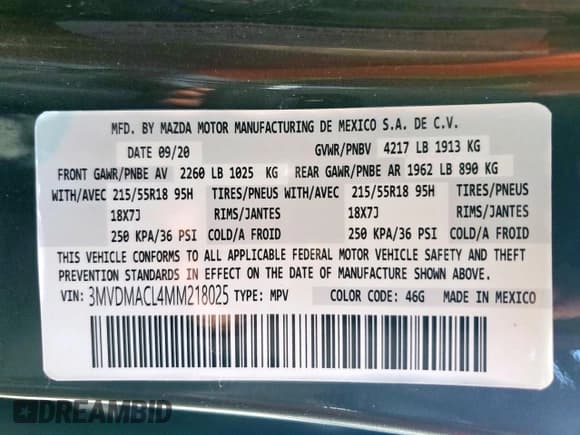 MFD. BY MAZDA MOTOR MANUFACTURING DE MEXICO S.A. DE C.V.
DATE 09/20 GVWR/PNBV 4217 LB 1913 KG
FRONT GAWR/PNBE AV 2260 LB 1025 KG REAR GAWR/PNBE AR 1962 LB 890 KG
WITH/AVEC 215/55R18 95H TIRES/PNEUS WITH/AVEC 215/55R18 95H TIRES/PNEUS
18X7J RIMS/JANTES 18X7J RIMS/JANTES
250 KPA/36 PSI COLD/A FROID 250 KPA/36 PSI COLD/A FROID
THIS VEHICLE CONFORMS TO ALL APPLICABLE FEDERAL MOTOR VEHICLE SAFETY AND THEFT
PREVENTION STANDARDS IN EFFECT ON THE DATE OF MANUFACTURE SHOWN ABOVE.
VIN: 3MVDMACL4MM218025 TYPE: MPV COLOR CODE: 46G MADE IN MEXICO
DREAMBID